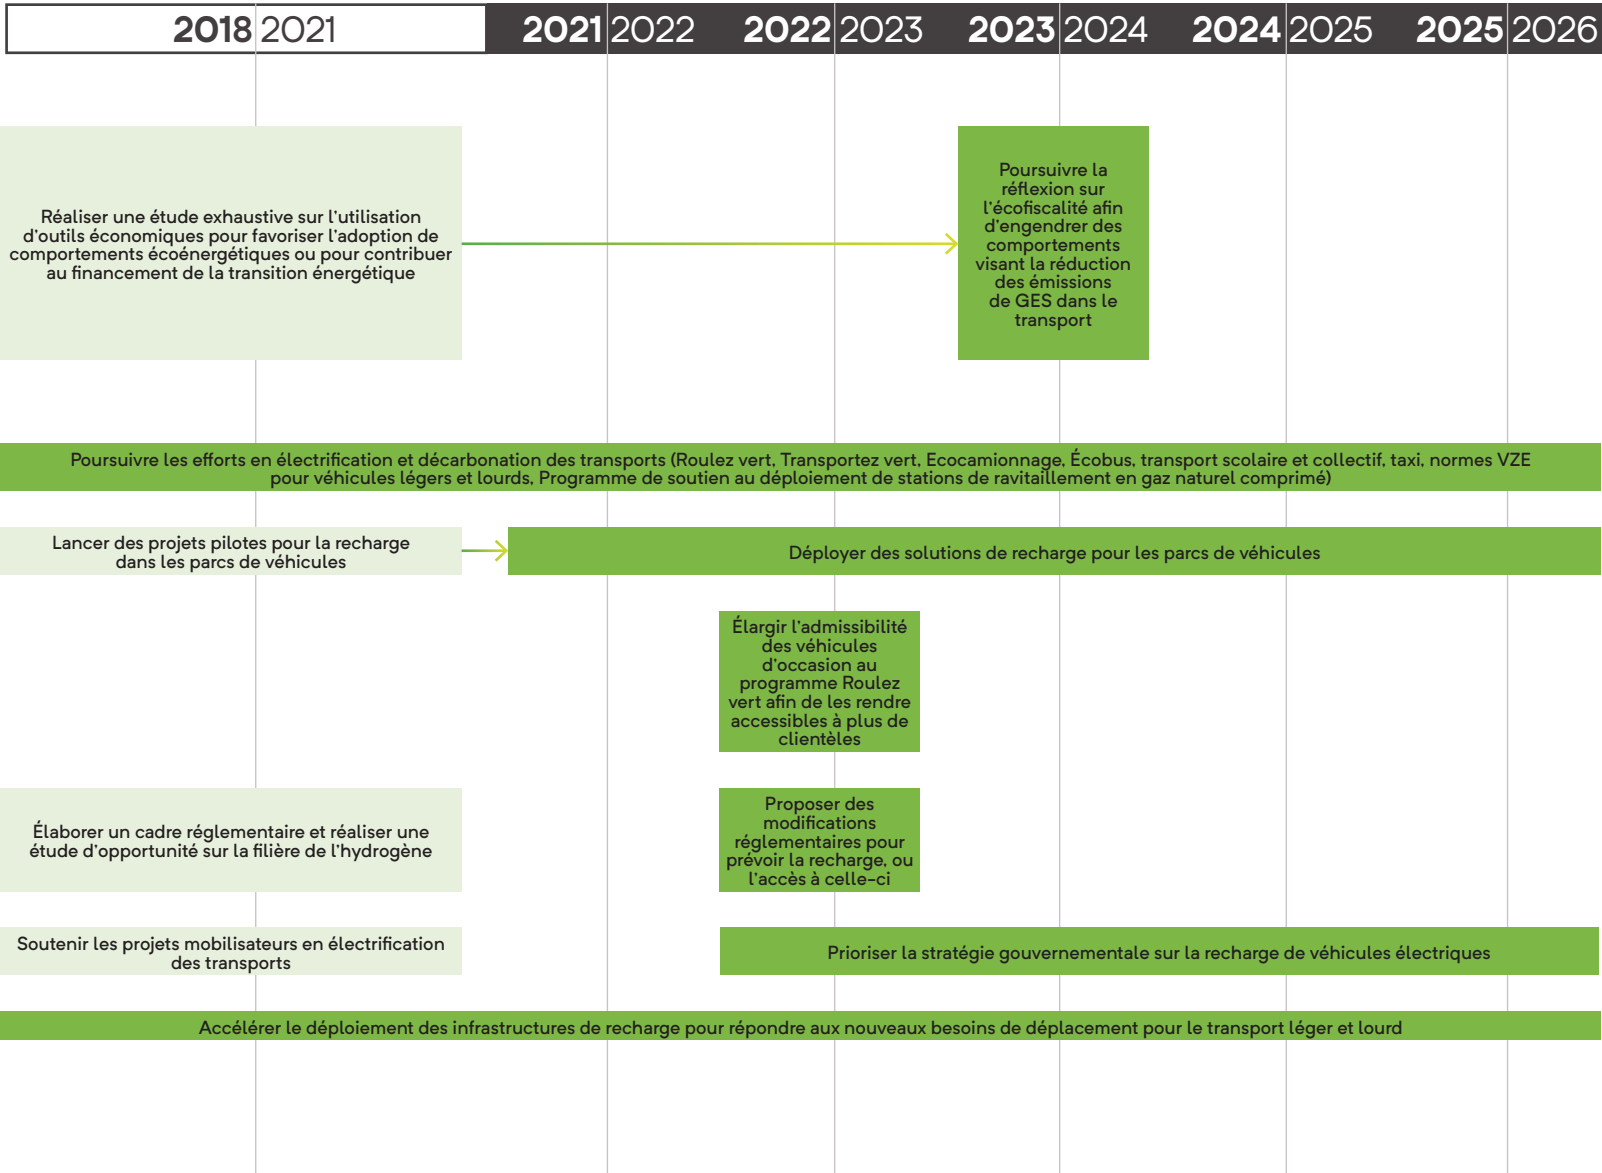 2018 2021 2021 2022 2022 2023 2023 2024 2024 2025 2025 2026
Réaliser une étude exhaustive sur l'utilisation
d'outils économiques pour favoriser l'adoption de
comportements écoénergétiques ou pour contribuer
au financement de la transition énergétique
Poursuivre la
réflexion sur
l'écofiscalité afin
d'engendrer des
comportements
visant la réduction
des émissions
de GES dans le
transport
Poursuivre les efforts en électrification et décarbonation des transports (Roulez vert, Transportez vert, Ecocamionnage, Écobus, transport scolaire et collectif, taxi, normes VZE
pour véhicules légers et lourds, Programme de soutien au déploiement de stations de ravitaillement en gaz naturel comprimé)
Lancer des projets pilotes pour la recharge
dans les parcs de véhicules
Déployer des solutions de recharge pour les parcs de véhicules
Élargir l'admissibilité
des véhicules
d'occasion au
programme Roulez
vert afin de les rendre
accessibles à plus de
clientèles
Élaborer un cadre réglementaire et réaliser une
étude d'opportunité sur la filière de l'hydrogène
Proposer des
modifications
réglementaires pour
prévoir la recharge, ou
l'accès à celle-ci
Soutenir les projets mobilisateurs en électrification
des transports
Prioriser la stratégie gouvernementale sur la recharge de véhicules électriques
Accélérer le déploiement des infrastructures de recharge pour répondre aux nouveaux besoins de déplacement pour le transport léger et lourd